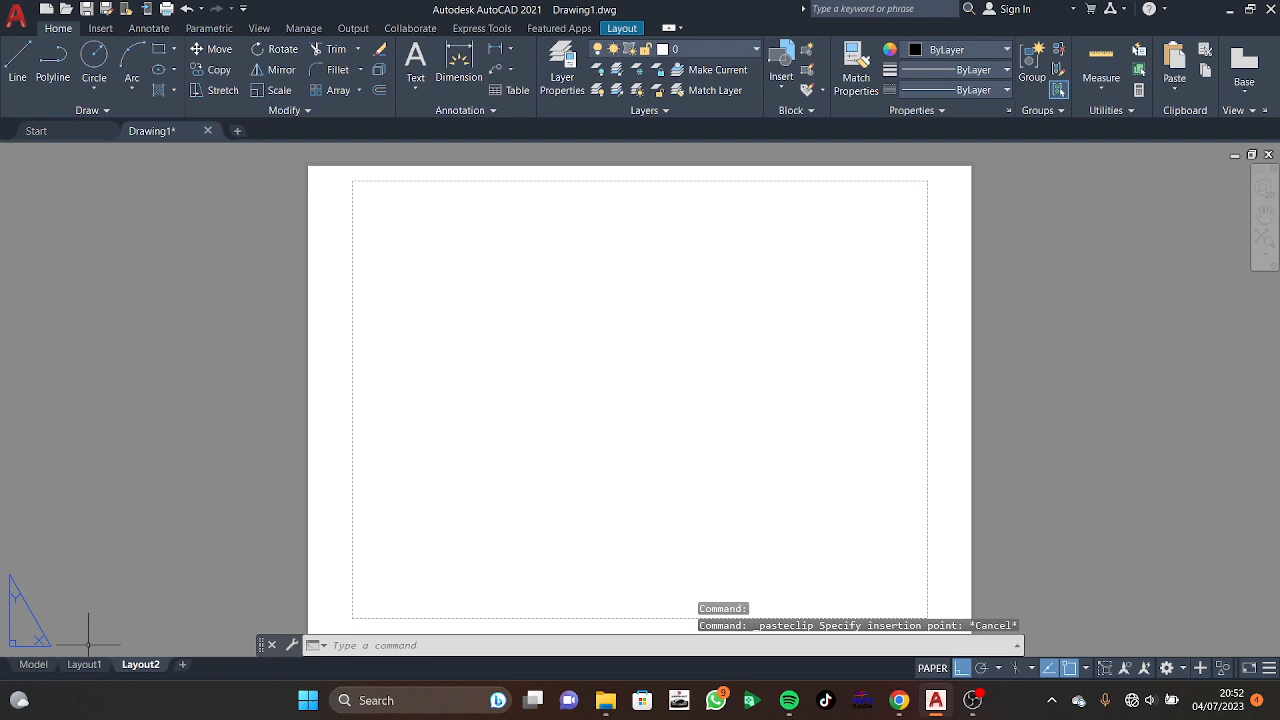 Autodesk AutoCAD 2021 Drawing1.dwg
Type a keyword or phrase
Sign In
Home Insert Annotate Parametric View Manage Output Collaborate Express Tools Featured Apps Layout
Line Polyline Circle Arc
Move Rotate Trim
Copy Mirror Fillet
Stretch Scale Array
Text Dimension Table
Layer Properties
0
Make Current
Match Layer
Insert
Match Properties
ByLayer
ByLayer
ByLayer
Group
Measure
Paste
Base
Draw Modify Annotation Layers Block Properties Groups Utilities Clipboard View
Start Drawing1*
Y
X
Command:
Command: _pasteclip Specify insertion point: *Cancel*
Type a command
Model Layout1 Layout2
PAPER
Search
9
20:52
04/07/2023
4